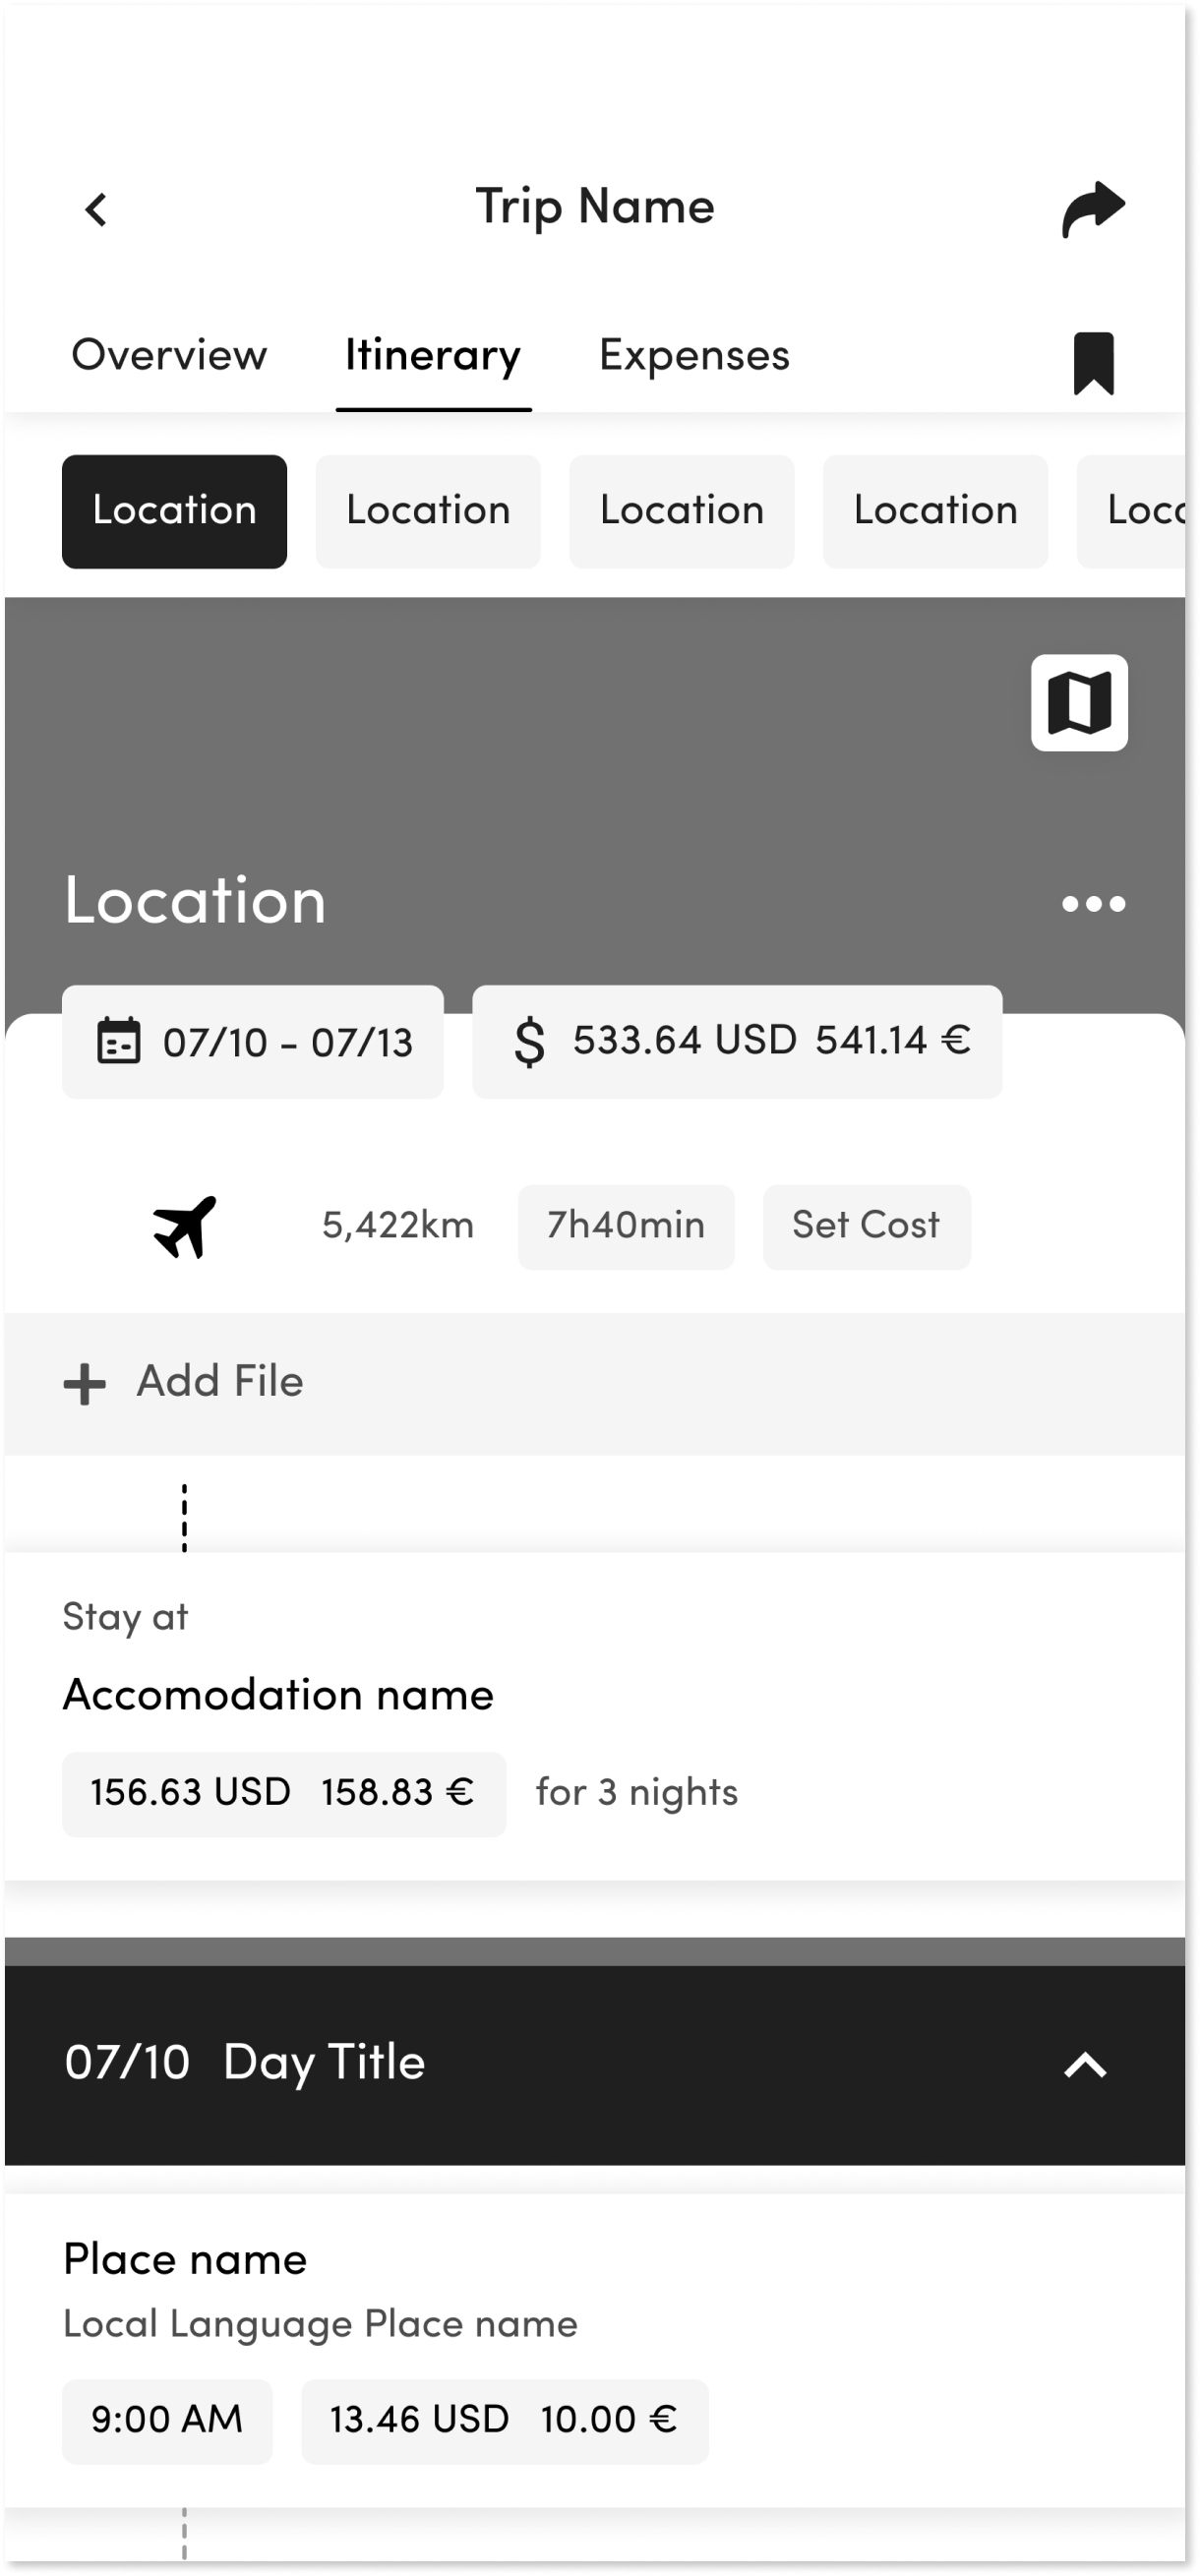 Trip Name
Overview Itinerary Expenses
Location Location Location Location Loc
Location
07/10 - 07/13 $ 533.64 USD 541.14 €
5,422km 7h40min Set Cost
+ Add File
Stay at
Accomodation name
156.63 USD 158.83 € for 3 nights
07/10 Day Title
Place name
Local Language Place name
9:00 AM 13.46 USD 10.00 €